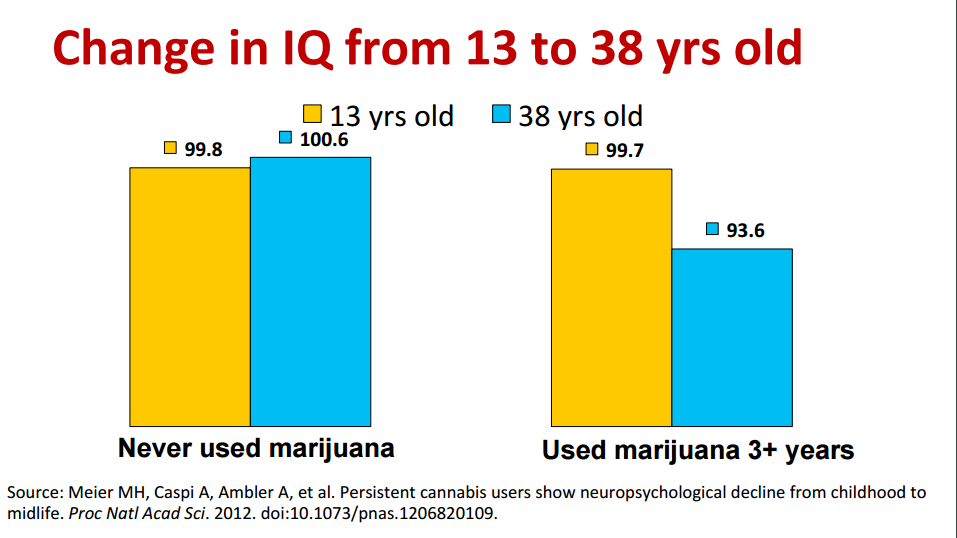 Change in IQ from 13 to 38 yrs old
13 yrs old 38 yrs old
99.8 100.6 99.7 93.6
Never used marijuana Used marijuana 3+ years
Source: Meier MH, Caspi A, Ambler A, et al. Persistent cannabis users show neuropsychological decline from childhood to
midlife. Proc Natl Acad Sci. 2012. doi:10.1073/pnas.1206820109.